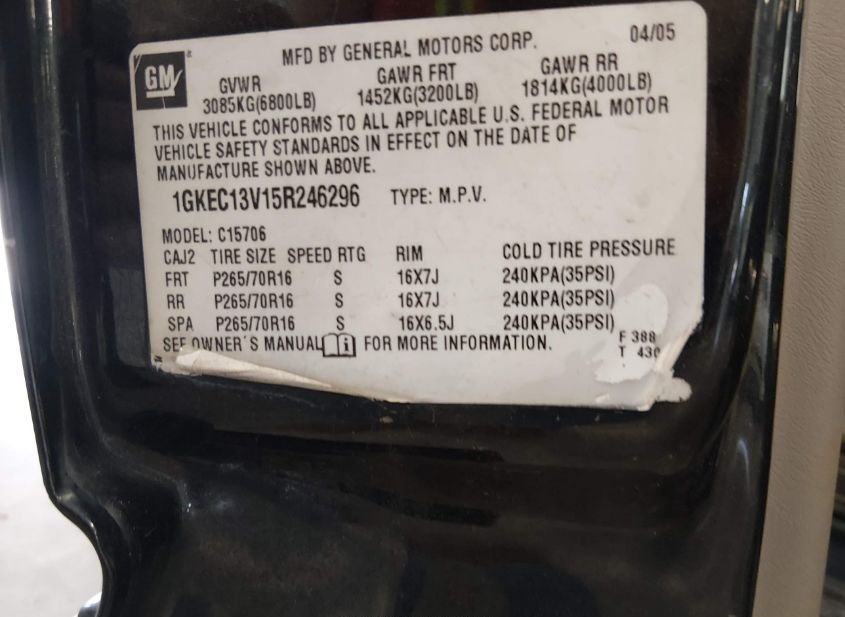 MFD BY GENERAL MOTORS CORP. 04/05
GM
GVWR GAWR FRT GAWR RR
3085KG(6800LB) 1452KG(3200LB) 1814KG(4000LB)
THIS VEHICLE CONFORMS TO ALL APPLICABLE U.S. FEDERAL MOTOR
VEHICLE SAFETY STANDARDS IN EFFECT ON THE DATE OF
MANUFACTURE SHOWN ABOVE.
1GKEC13V15R246296 TYPE: M.P.V.
MODEL: C15706
CAJ2 TIRE SIZE SPEED RTG RIM COLD TIRE PRESSURE
FRT P265/70R16 S 16X7J 240KPA(35PSI)
RR P265/70R16 S 16X7J 240KPA(35PSI)
SPA P265/70R16 S 16X6.5J 240KPA(35PSI)
SEE OWNER'S MANUAL i FOR MORE INFORMATION.
F 388
T 430